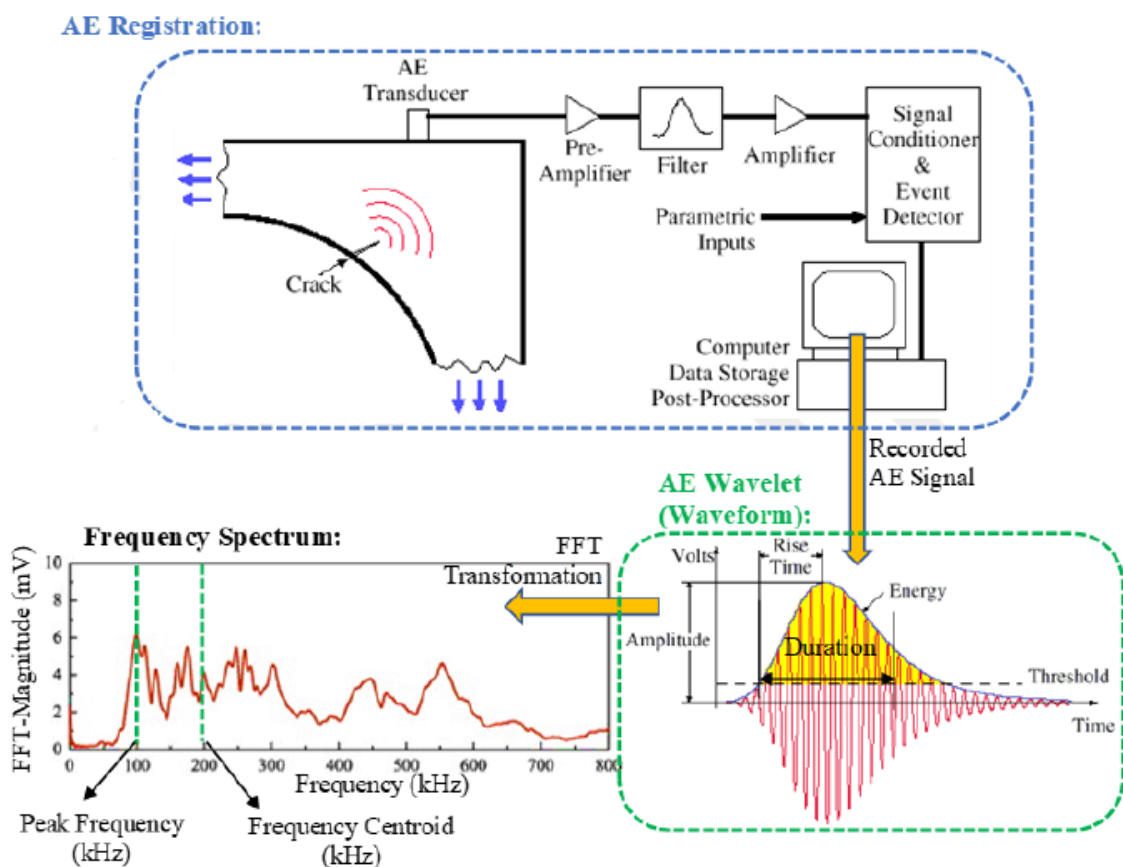 AE Registration:
AE
Transducer
Pre-
Amplifier
Filter
Amplifier
Signal
Conditioner
&
Event
Detector
Parametric
Inputs
Crack
Computer
Data Storage
Post-Processor
Recorded
AE Signal
AE Wavelet
(Waveform):
Volts
Rise
Time
Energy
Amplitude
Duration
Threshold
Time
FFT
Transformation
Frequency Spectrum:
FFT-Magnitude (mV)
10
8
6
4
2
0
0
100
200
300
400
500
600
700
800
Frequency (kHz)
Peak Frequency
(kHz)
Frequency Centroid
(kHz)